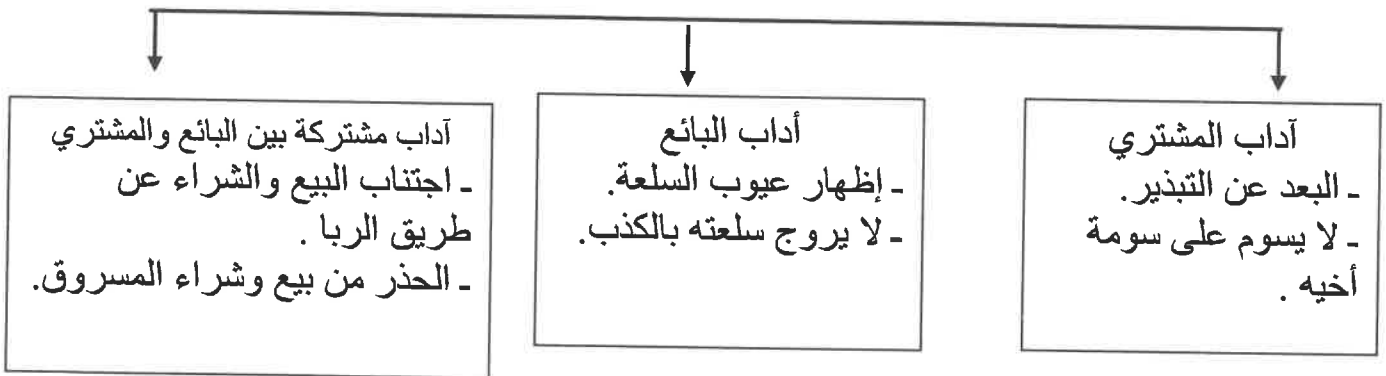 آداب المشتري
ـ البعد عن التبذير.
ـ لا يسوم على سومة
أخيه .
أداب البائع
ـ إظهار عيوب السلعة.
ـ لا يروج سلعته بالكذب.
آداب مشتركة بين البائع والمشتري
ـ اجتناب البيع والشراء عن
طريق الربا .
ـ الحذر من بيع وشراء المسروق.